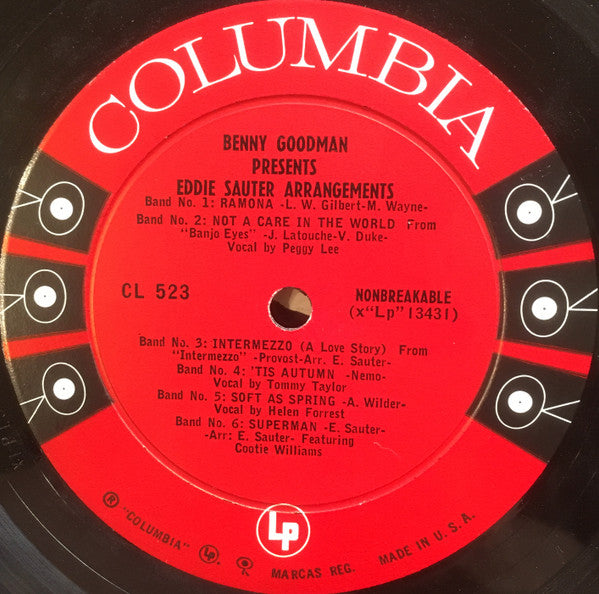 COLUMBIA
BENNY GOODMAN
PRESENTS
EDDIE SAUTER ARRANGEMENTS
Band No. 1: RAMONA -L. W. Gilbert-M. Wayne-
Band No. 2: NOT A CARE IN THE WORLD From
"Banjo Eyes" -J. Latouche-V. Duke-
Vocal by Peggy Lee
CL 523
NONBREAKABLE
(x"Lp"13431)
Band No. 3: INTERMEZZO (A Love Story) From
"Intermezzo" -Provost-Arr. E. Sauter-
Band No. 4: 'TIS AUTUMN -Nemo-
Vocal by Tommy Taylor
Band No. 5: SOFT AS SPRING -A. Wilder-
Vocal by Helen Forrest
Band No. 6: SUPERMAN -E. Sauter-
-Arr: E. Sauter- Featuring
Cootie Williams
LP
® "COLUMBIA" Lp MARCAS REG. MADE IN U.S.A.